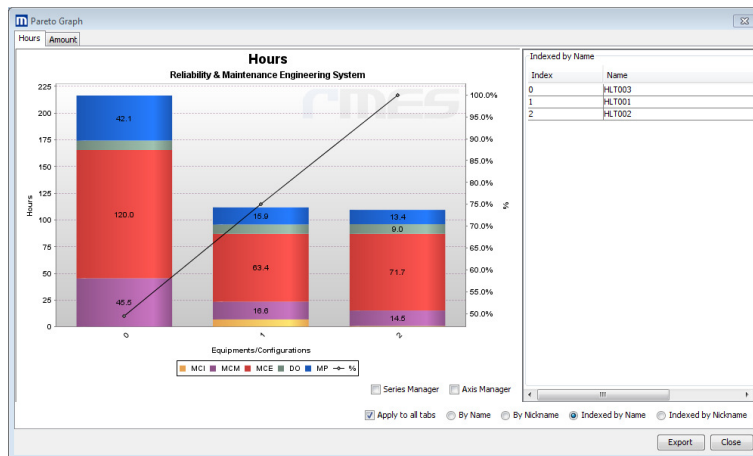 m Pareto Graph
Hours Amount
Hours
Reliability & Maintenance Engineering System
rmes
225
200
175
150
125
100
75
50
25
0
Hours
42.1
120.0
45.5
15.9
63.4
16.6
13.4
9.0
71.7
14.5
100.0%
95.0%
90.0%
85.0%
80.0%
75.0%
70.0%
65.0%
60.0%
55.0%
50.0%
%
0 1 2
Equipments/Configurations
MCI MCM MCE DO MP %
Series Manager Axis Manager
Indexed by Name
Index Name
0 HLT003
1 HLT001
2 HLT002
Apply to all tabs By Name By Nickname Indexed by Name Indexed by Nickname
Export Close